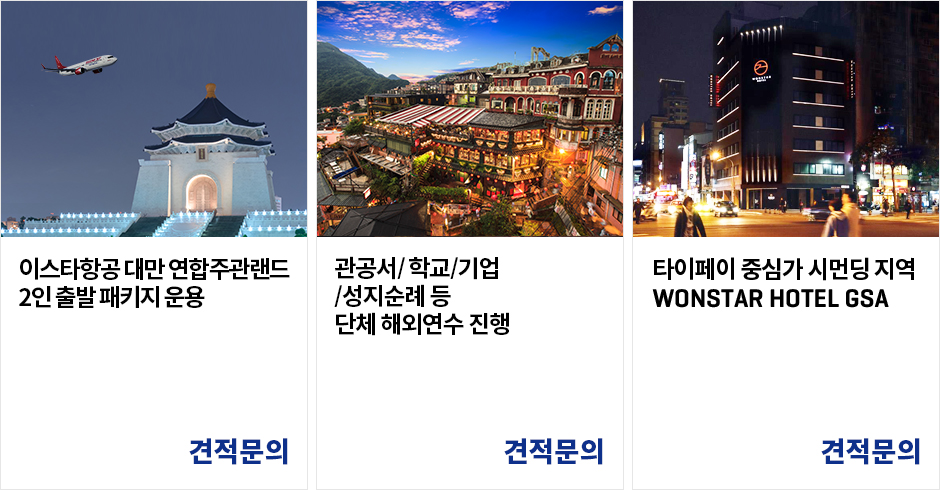 WONSTAR
HOTEL
이스타항공 대만 연합주관랜드
2인 출발 패키지 운용
견적문의
관공서/ 학교/기업
/성지순례 등
단체 해외연수 진행
견적문의
타이페이 중심가 시먼딩 지역
WONSTAR HOTEL GSA
견적문의